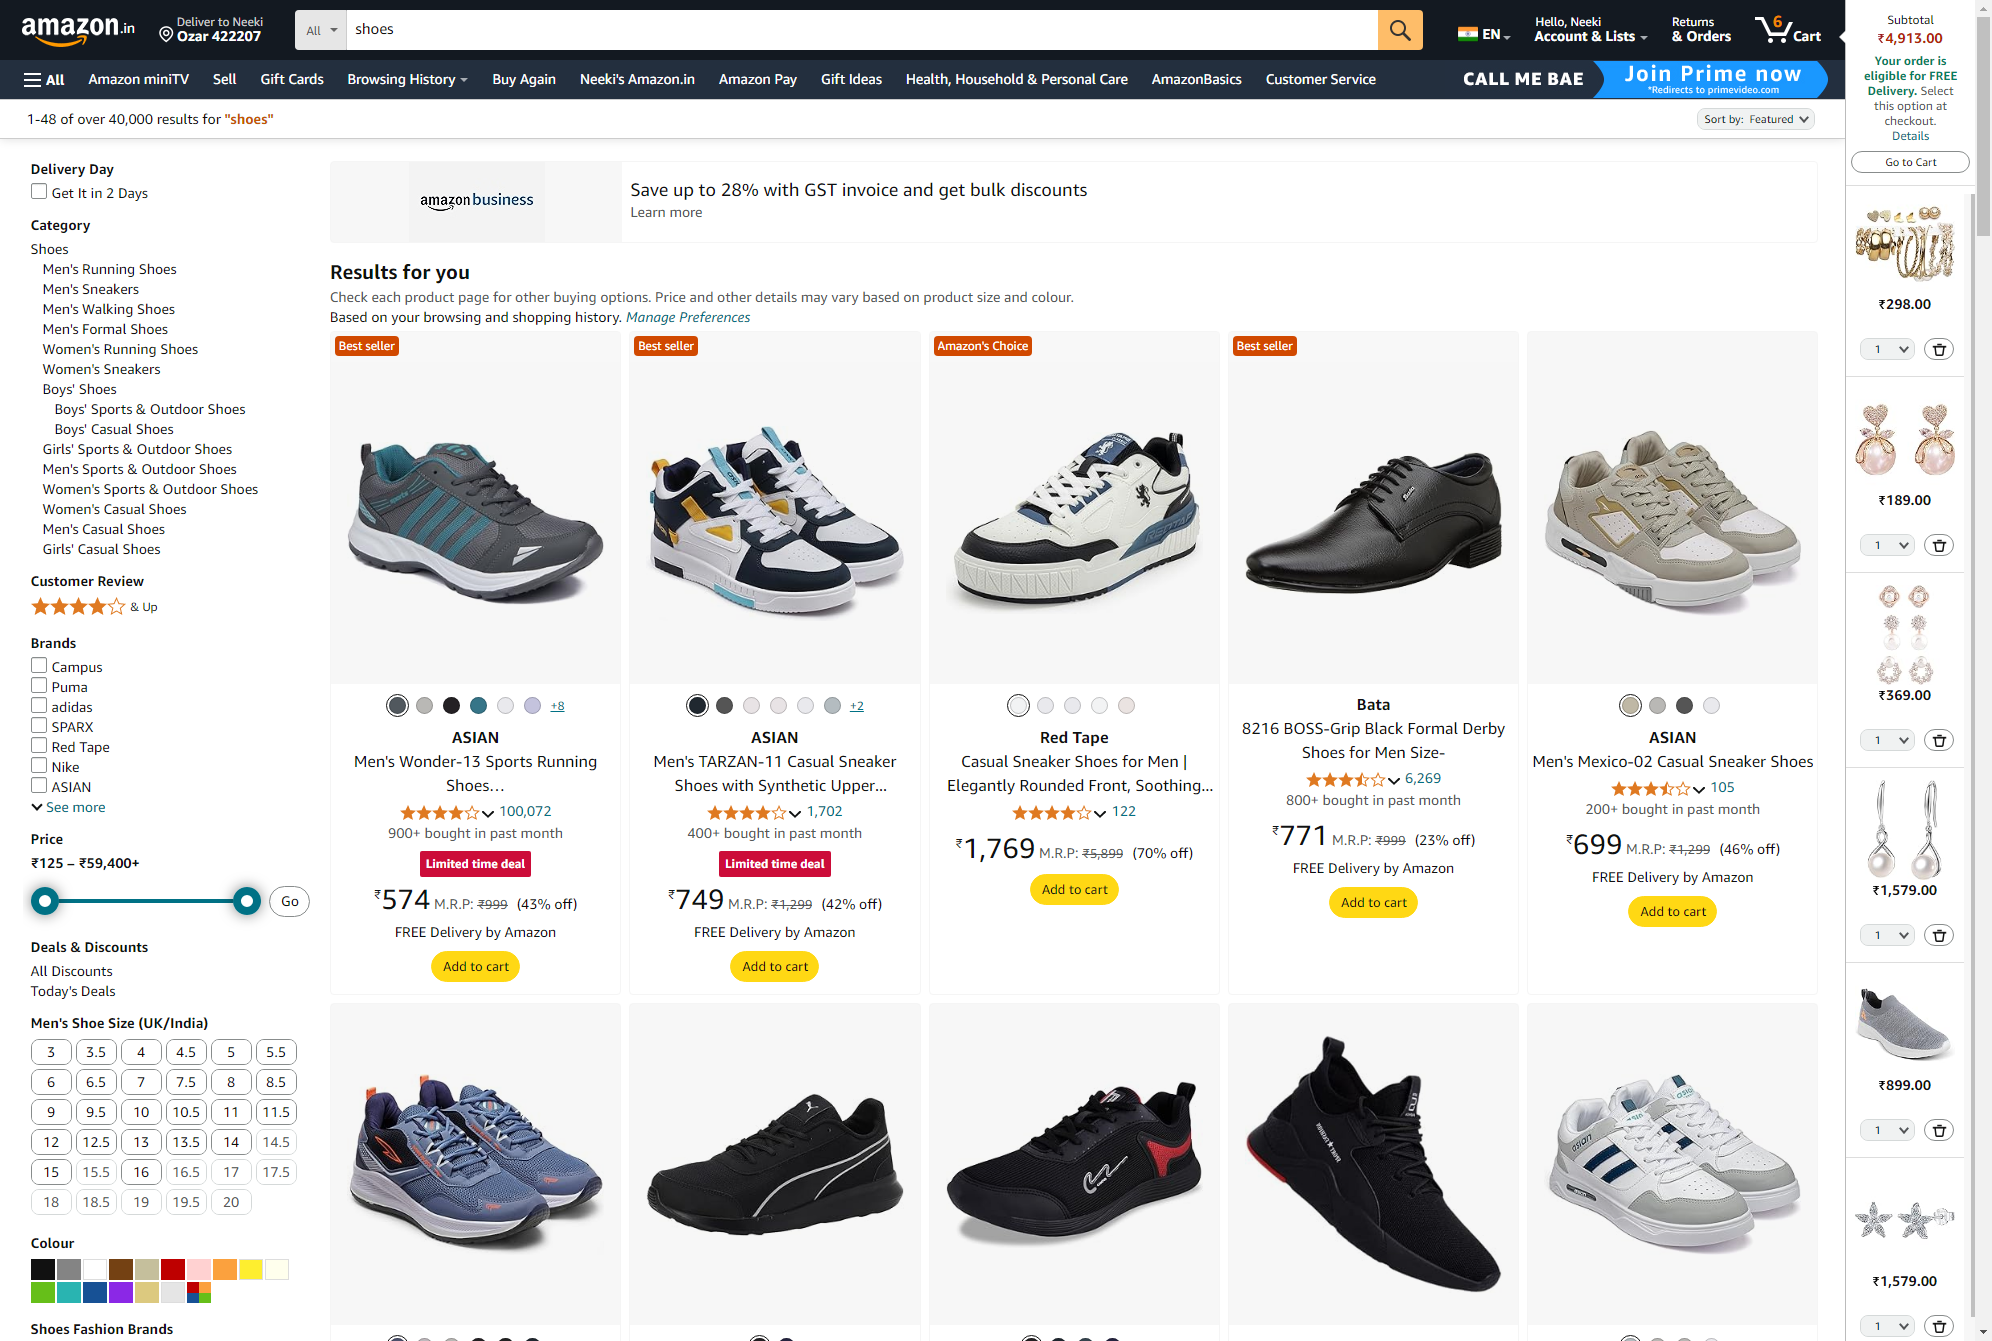 amazon.in
Deliver to Neeki
Ozar 422207
All
shoes
EN
Hello, Neeki
Account & Lists
Returns
& Orders
6
Cart
All
Amazon miniTV
Sell
Gift Cards
Browsing History
Buy Again
Neeki's Amazon.in
Amazon Pay
Gift Ideas
Health, Household & Personal Care
AmazonBasics
Customer Service
CALL ME BAE
Join Prime now
*Redirects to primevideo.com
1-48 of over 40,000 results for "shoes"
Sort by: Featured
Delivery Day
Get It in 2 Days
Category
Shoes
Men's Running Shoes
Men's Sneakers
Men's Walking Shoes
Men's Formal Shoes
Women's Running Shoes
Women's Sneakers
Boys' Shoes
Boys' Sports & Outdoor Shoes
Boys' Casual Shoes
Girls' Sports & Outdoor Shoes
Men's Sports & Outdoor Shoes
Women's Sports & Outdoor Shoes
Women's Casual Shoes
Men's Casual Shoes
Girls' Casual Shoes
Customer Review
& Up
Brands
Campus
Puma
adidas
SPARX
Red Tape
Nike
ASIAN
See more
Price
₹125 – ₹59,400+
Go
Deals & Discounts
All Discounts
Today's Deals
Men's Shoe Size (UK/India)
3 3.5 4 4.5 5 5.5
6 6.5 7 7.5 8 8.5
9 9.5 10 10.5 11 11.5
12 12.5 13 13.5 14 14.5
15 15.5 16 16.5 17 17.5
18 18.5 19 19.5 20
Colour
Shoes Fashion Brands
amazon business
Save up to 28% with GST invoice and get bulk discounts
Learn more
Results for you
Check each product page for other buying options. Price and other details may vary based on product size and colour.
Based on your browsing and shopping history. Manage Preferences
Best seller
+8
ASIAN
Men's Wonder-13 Sports Running
Shoes…
100,072
900+ bought in past month
Limited time deal
₹574 M.R.P: ₹999 (43% off)
FREE Delivery by Amazon
Add to cart
Best seller
+2
ASIAN
Men's TARZAN-11 Casual Sneaker
Shoes with Synthetic Upper...
1,702
400+ bought in past month
Limited time deal
₹749 M.R.P: ₹1,299 (42% off)
FREE Delivery by Amazon
Add to cart
Amazon's Choice
REDTAPE
Red Tape
Casual Sneaker Shoes for Men |
Elegantly Rounded Front, Soothing...
122
₹1,769 M.R.P: ₹5,899 (70% off)
Add to cart
Best seller
Bata
Bata
8216 BOSS-Grip Black Formal Derby
Shoes for Men Size-
6,269
800+ bought in past month
₹771 M.R.P: ₹999 (23% off)
FREE Delivery by Amazon
Add to cart
ASIAN
Men's Mexico-02 Casual Sneaker Shoes
105
200+ bought in past month
₹699 M.R.P: ₹1,299 (46% off)
FREE Delivery by Amazon
Add to cart
asian
asian
asian
Subtotal
₹4,913.00
Your order is
eligible for FREE
Delivery. Select
this option at
checkout.
Details
Go to Cart
₹298.00
1
₹189.00
1
₹369.00
1
₹1,579.00
1
₹899.00
1
₹1,579.00
1